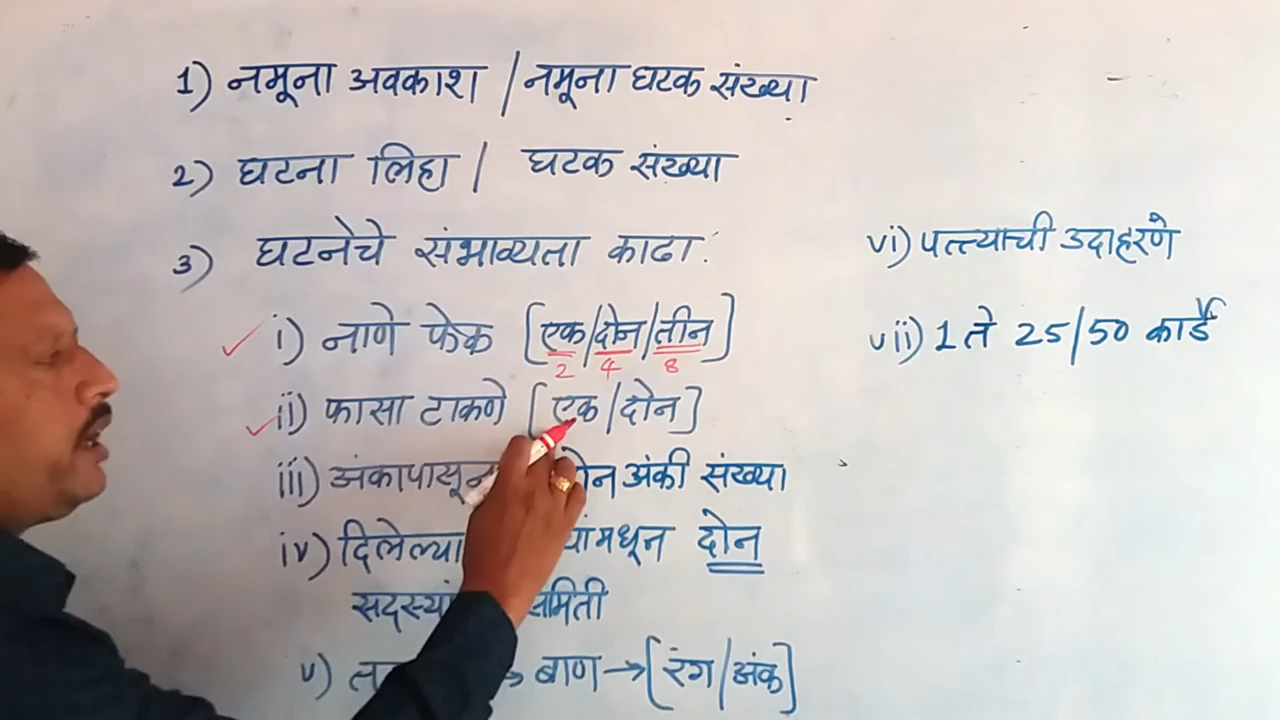 1) नमूना अवकाश / नमूना घटक संख्या
2) घटना लिहा / घटक संख्या
3) घटनेचे संभाव्यता काढा.
i) नाणे फेक [एक/दोन/तीन]
2 4 8
ii) फासा टाकणे [एक/दोन]
iii) अंकापासून दोन अंकी संख्या
iv) दिलेल्या दोन
सदस्यां समिती
v) बाण → [रंग/अंक]
vi) पत्त्याची उदाहरणे
vii) 1 ते 25/50 कार्डे